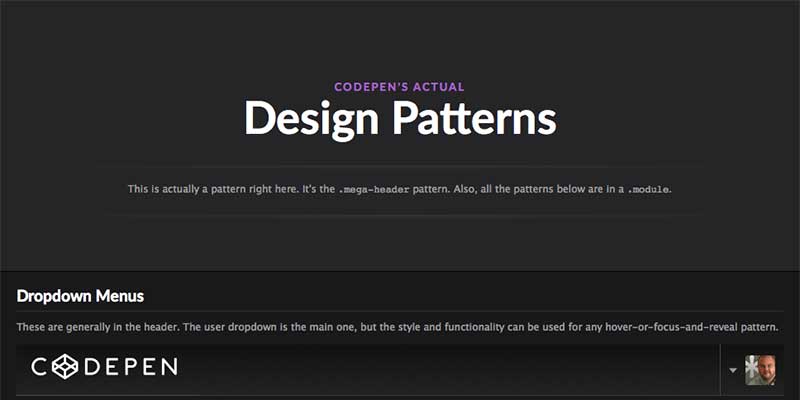 CODEPEN'S ACTUAL
Design Patterns
This is actually a pattern right here. It's the .mega-header pattern. Also, all the patterns below are in a .module.
Dropdown Menus
These are generally in the header. The user dropdown is the main one, but the style and functionality can be used for any hover-or-focus-and-reveal pattern.
CODEPEN